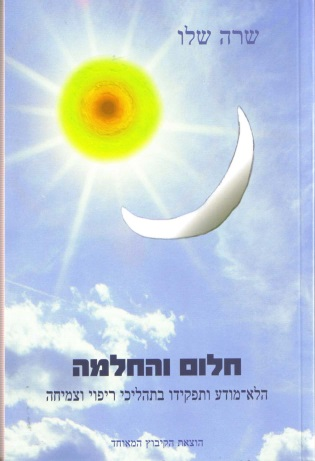 שרה שלו
חלום והחלמה
הלא־מודע ותפקידו בתהליכי ריפוי וצמיחה
הוצאת הקיבוץ המאוחד